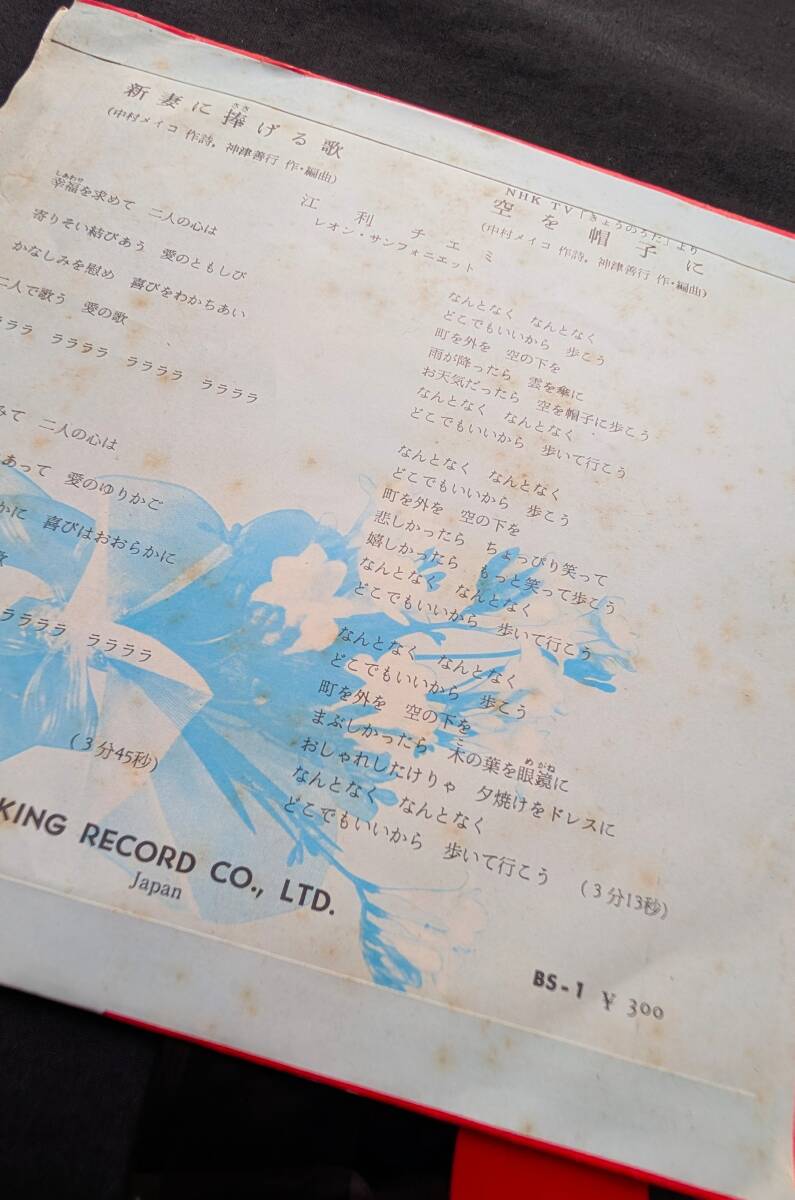 新妻に捧げる歌
ささ
(中村メイコ 作詩，神津善行 作・編曲)
江利チエミ
レオン・サンフォニエット
しあわせ
幸福を求めて 二人の心は
寄りそい結びあう 愛のともしび
かなしみを慰め 喜びをわかちあい
二人で歌う 愛の歌
ラララ ララララ ララララ ララララ
みて 二人の心は
あって 愛のゆりかご
かに 喜びはおおらかに
歌
ララララ ララララ
(3分45秒)
NHK TV「きょうのうた」より
空を帽子に
(中村メイコ 作詩，神津善行 作・編曲)
なんとなく なんとなく
どこでもいいから 歩こう
町を外を 空の下を
雨が降ったら 雲を傘に
お天気だったら 空を帽子に歩こう
なんとなく なんとなく
どこでもいいから 歩いて行こう
なんとなく なんとなく
どこでもいいから 歩こう
町を外を 空の下を
悲しかったら ちょっぴり笑って
嬉しかったら もっと笑って歩こう
なんとなく なんとなく
どこでもいいから 歩いて行こう
なんとなく なんとなく
どこでもいいから 歩こう
町を外を 空の下を
まぶしかったら 木の葉を眼鏡に
めがね
おしゃれしたけりゃ 夕焼けをドレスに
なんとなく なんとなく
どこでもいいから 歩いて行こう (3分13秒)
KING RECORD CO., LTD.
Japan
BS-1 ¥300